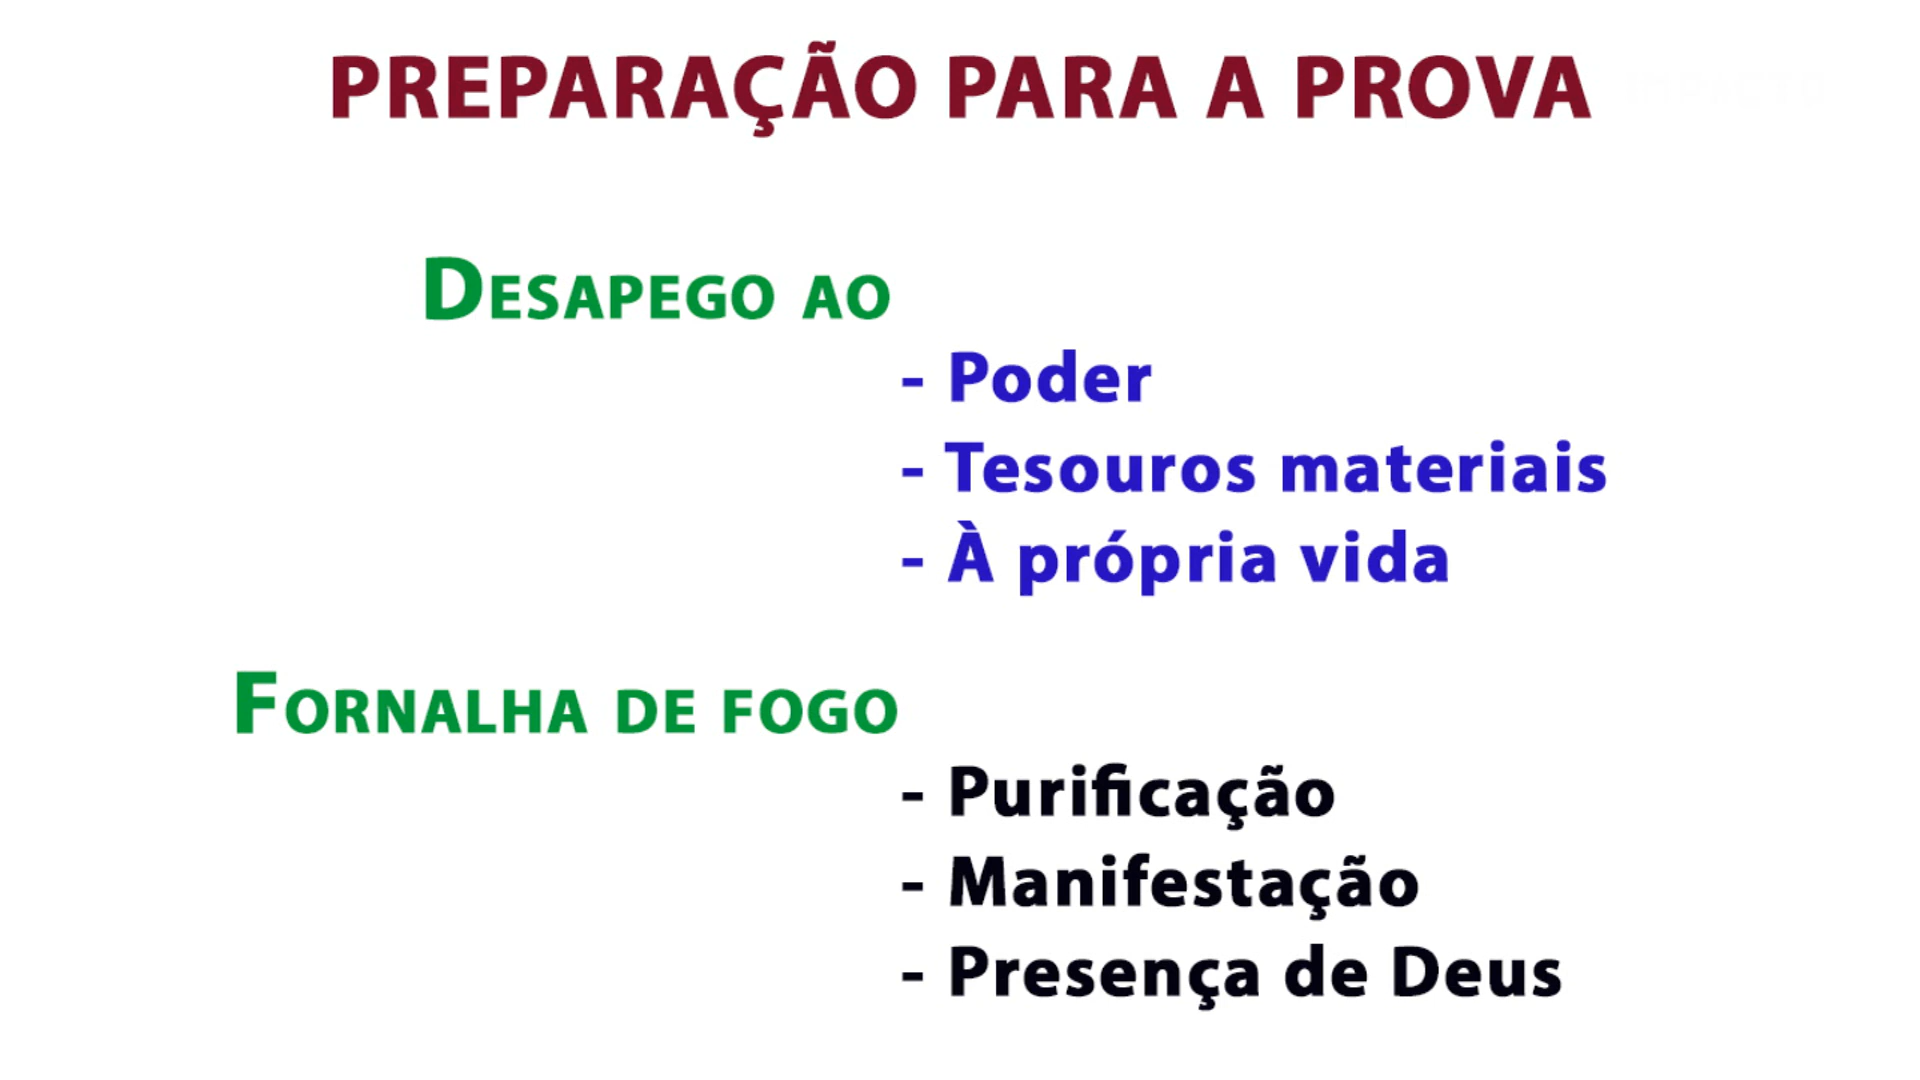 PREPARAÇÃO PARA A PROVA
DESAPEGO AO
- Poder
- Tesouros materiais
- À própria vida
FORNALHA DE FOGO
- Purificação
- Manifestação
- Presença de Deus